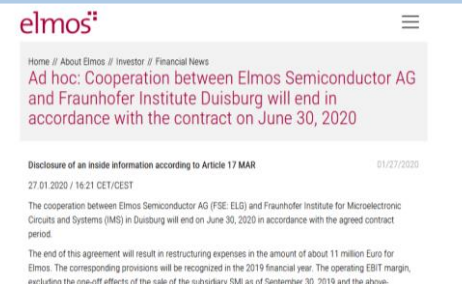 elmos
Home // About Elmos // Investor // Financial News
Ad hoc: Cooperation between Elmos Semiconductor AG
and Fraunhofer Institute Duisburg will end in
accordance with the contract on June 30, 2020
Disclosure of an inside information according to Article 17 MAR 01/27/2020
27.01.2020 / 16:21 CET/CEST
The cooperation between Elmos Semiconductor AG (FSE: ELG) and Fraunhofer Institute for Microelectronic
Circuits and Systems (IMS) in Duisburg will end on June 30, 2020 in accordance with the agreed contract
period.
The end of this agreement will result in restructuring expenses in the amount of about 11 million Euro for
Elmos. The corresponding provisions will be recognized in the 2019 financial year. The operating EBIT margin,
excluding the one-off effects of the sale of the subsidiary SMI as of September 30, 2019 and the above-